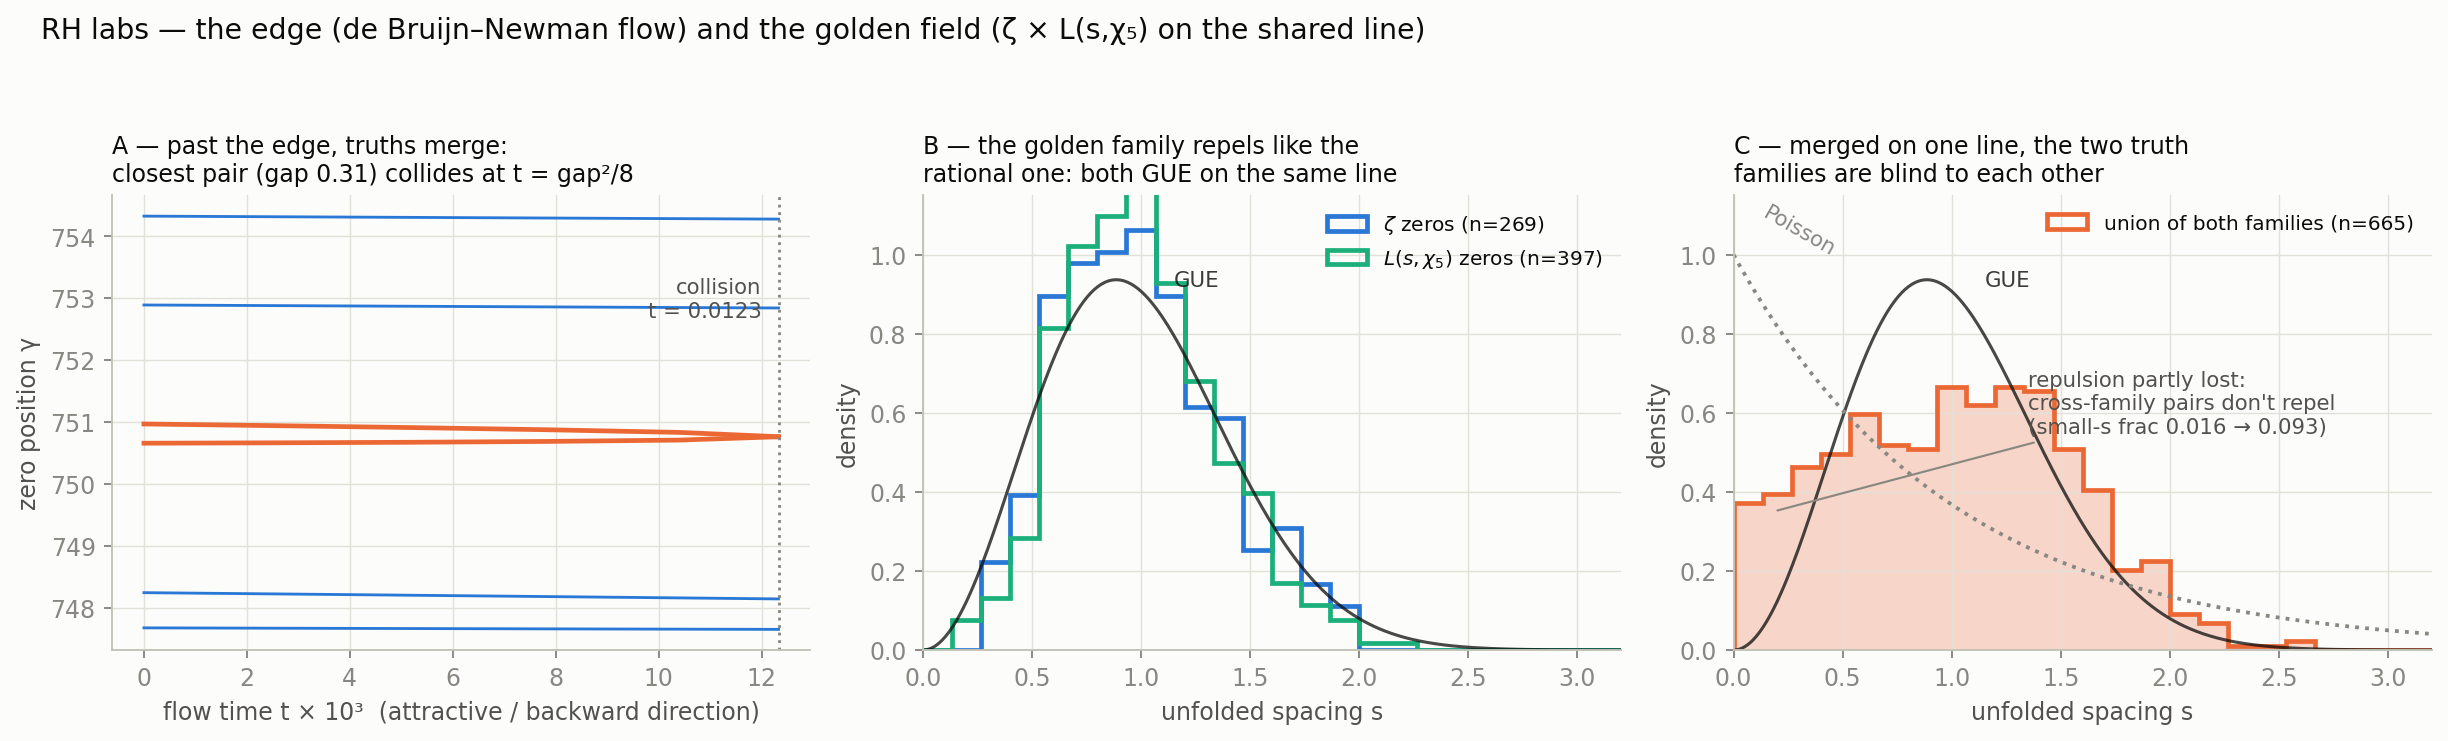 RH labs — the edge (de Bruijn–Newman flow) and the golden field (ζ × L(s,χ₅) on the shared line)
A — past the edge, truths merge:
closest pair (gap 0.31) collides at t = gap²/8
754
753
752
751
750
749
748
zero position γ
collision
t = 0.0123
0 2 4 6 8 10 12
flow time t × 10³ (attractive / backward direction)
B — the golden family repels like the
rational one: both GUE on the same line
ζ zeros (n=269)
L(s, χ₅) zeros (n=397)
GUE
1.0
0.8
0.6
0.4
0.2
0.0
density
0.0 0.5 1.0 1.5 2.0 2.5 3.0
unfolded spacing s
C — merged on one line, the two truth
families are blind to each other
union of both families (n=665)
Poisson
GUE
repulsion partly lost:
cross-family pairs don't repel
(small-s frac 0.016 → 0.093)
1.0
0.8
0.6
0.4
0.2
0.0
density
0.0 0.5 1.0 1.5 2.0 2.5 3.0
unfolded spacing s